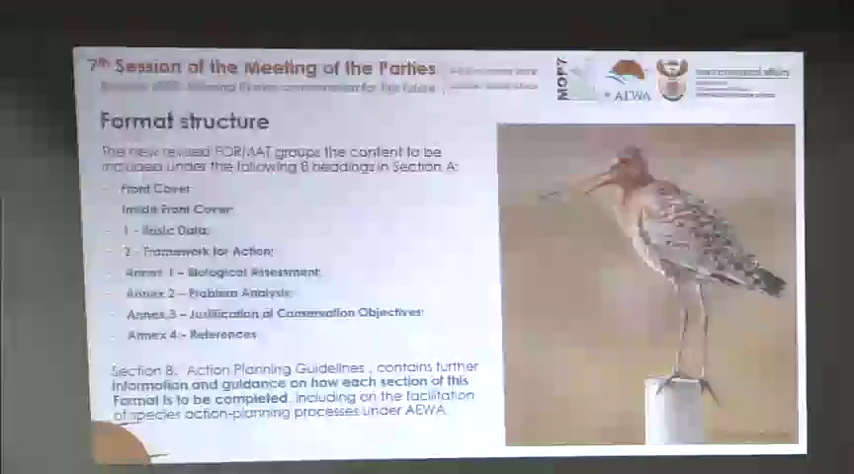 7th Session of the Meeting of the Parties
MOP7
AEWA
Format structure
The new revised FORMAT groups the content to be
included under the following 8 headings in Section A:
Front Cover
Inside Front Cover
1 - Basic Data;
2 - Framework for Action;
Annex 1 – Biological Assessment;
Annex 2 – Problem Analysis;
Annex 3 – Justification of Conservation Objectives;
Annex 4 - References
Section B. Action Planning Guidelines , contains further
information and guidance on how each section of this
Format is to be completed, including on the facilitation
of species action-planning processes under AEWA